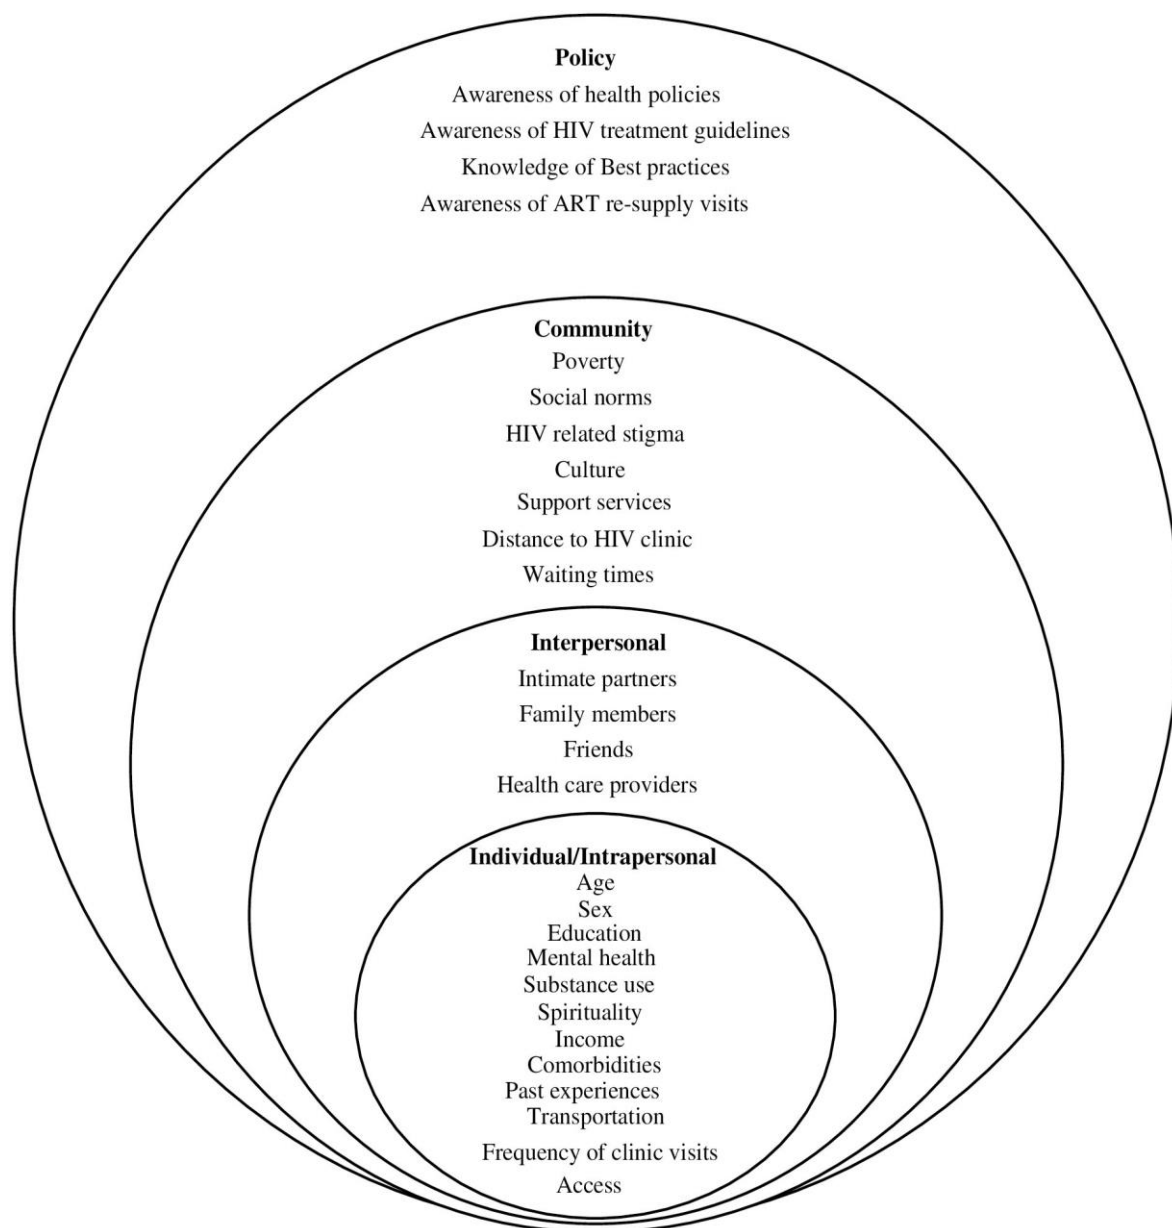 Policy
Awareness of health policies
Awareness of HIV treatment guidelines
Knowledge of Best practices
Awareness of ART re-supply visits
Community
Poverty
Social norms
HIV related stigma
Culture
Support services
Distance to HIV clinic
Waiting times
Interpersonal
Intimate partners
Family members
Friends
Health care providers
Individual/Intrapersonal
Age
Sex
Education
Mental health
Substance use
Spirituality
Income
Comorbidities
Past experiences
Transportation
Frequency of clinic visits
Access